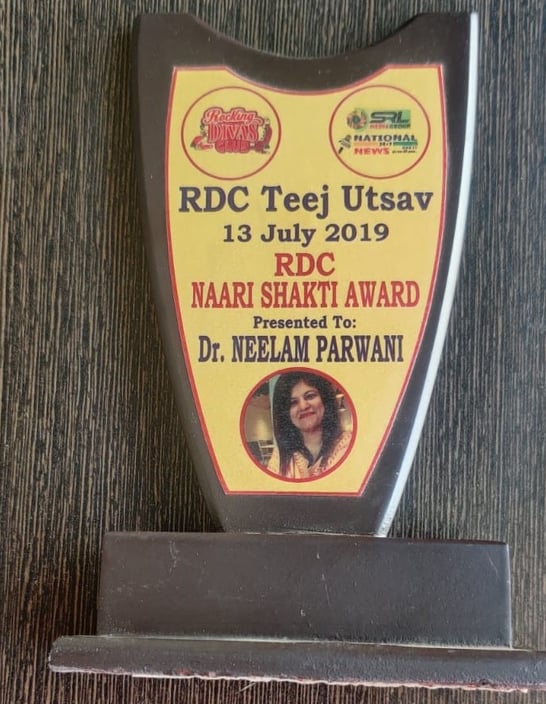 Rocking
DIVAS
CLUB
SRL
NATIONAL
24x7
NEWS
RDC Teej Utsav
13 July 2019
RDC
NAARI SHAKTI AWARD
Presented To:
Dr. NEELAM PARWANI